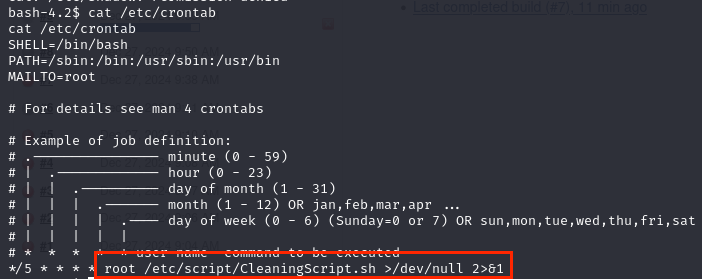 Last completed build (#7), 11 min ago
bash-4.2$ cat /etc/crontab
cat /etc/crontab
SHELL=/bin/bash
PATH=/sbin:/bin:/usr/sbin:/usr/bin
MAILTO=root
# For details see man 4 crontabs
# Example of job definition:
# .---------------- minute (0 - 59)
# | .------------- hour (0 - 23)
# | | .---------- day of month (1 - 31)
# | | | .------- month (1 - 12) OR jan,feb,mar,apr ...
# | | | | .---- day of week (0 - 6) (Sunday=0 or 7) OR sun,mon,tue,wed,thu,fri,sat
# | | | | |
# * * * * * user-name command to be executed
*/5 * * * * root /etc/script/CleaningScript.sh >/dev/null 2>&1